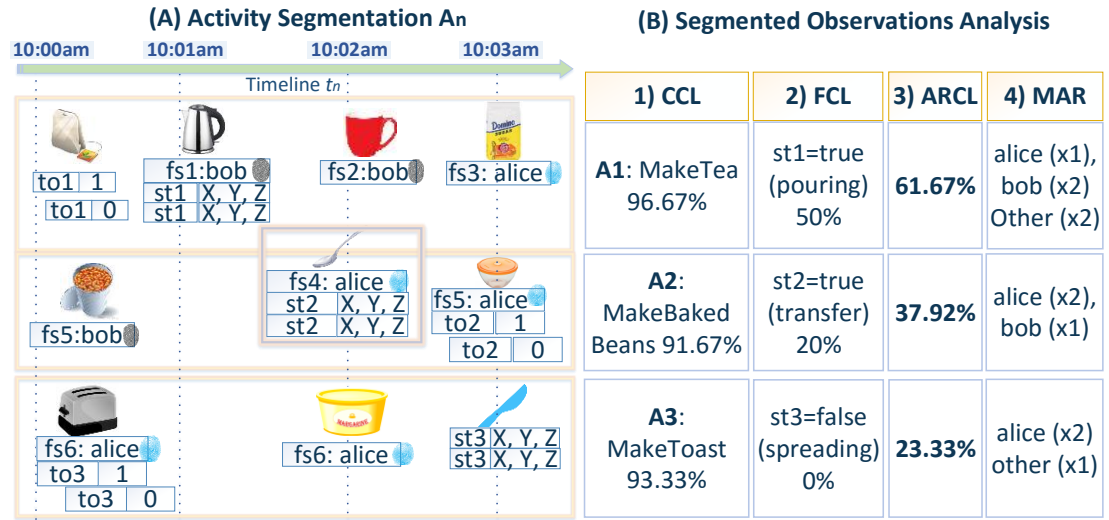 (A) Activity Segmentation An
10:00am 10:01am 10:02am 10:03am
Timeline tn
Domino
to1 1
to1 0
fs1:bob
st1 X, Y, Z
st1 X, Y, Z
fs2:bob
fs3: alice
fs5:bob
fs4: alice
st2 X, Y, Z
st2 X, Y, Z
fs5: alice
to2 1
to2 0
fs6: alice
to3 1
to3 0
MARGARINE
fs6: alice
st3 X, Y, Z
st3 X, Y, Z
(B) Segmented Observations Analysis
1) CCL 2) FCL 3) ARCL 4) MAR
A1: MakeTea
96.67%
st1=true
(pouring)
50%
61.67%
alice (x1),
bob (x2)
Other (x2)
A2:
MakeBaked
Beans 91.67%
st2=true
(transfer)
20%
37.92%
alice (x2),
bob (x1)
A3:
MakeToast
93.33%
st3=false
(spreading)
0%
23.33%
alice (x2)
other (x1)